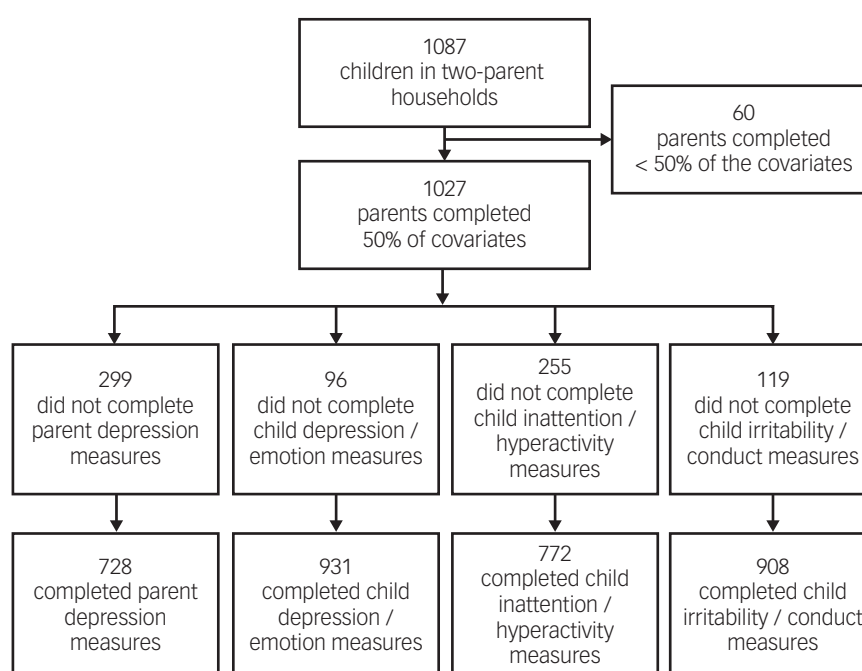 1087
children in two-parent
households
60
parents completed
< 50% of the covariates
1027
parents completed
50% of covariates
299
did not complete
parent depression
measures
96
did not complete
child depression /
emotion measures
255
did not complete
child inattention /
hyperactivity
measures
119
did not complete
child irritability /
conduct measures
728
completed parent
depression
measures
931
completed child
depression /
emotion measures
772
completed child
inattention /
hyperactivity measures
908
completed child
irritability / conduct
measures